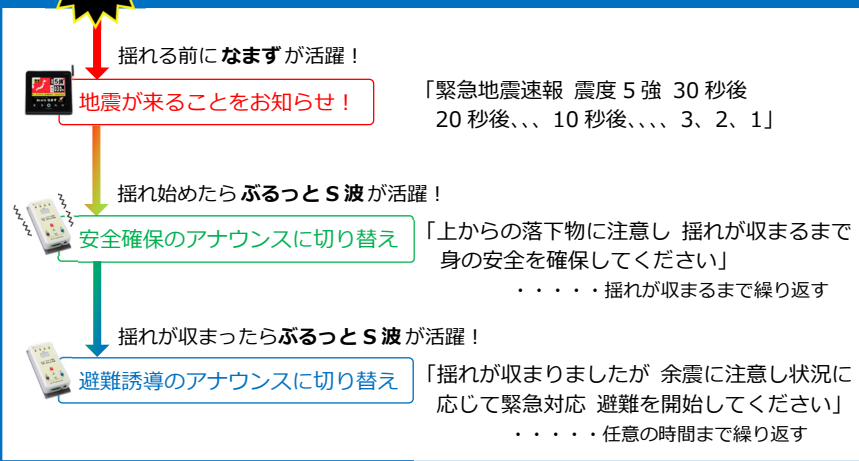 揺れる前になまずが活躍！
地震が来ることをお知らせ！
「緊急地震速報 震度5強 30秒後
20秒後、、、 10秒後、、、、 3、2、1」
揺れ始めたらぶるっとS波が活躍！
安全確保のアナウンスに切り替え
「上からの落下物に注意し 揺れが収まるまで
身の安全を確保してください」
・・・・・揺れが収まるまで繰り返す
揺れが収まったらぶるっとS波が活躍！
避難誘導のアナウンスに切り替え
「揺れが収まりましたが 余震に注意し状況に
応じて緊急対応 避難を開始してください」
・・・・・任意の時間まで繰り返す